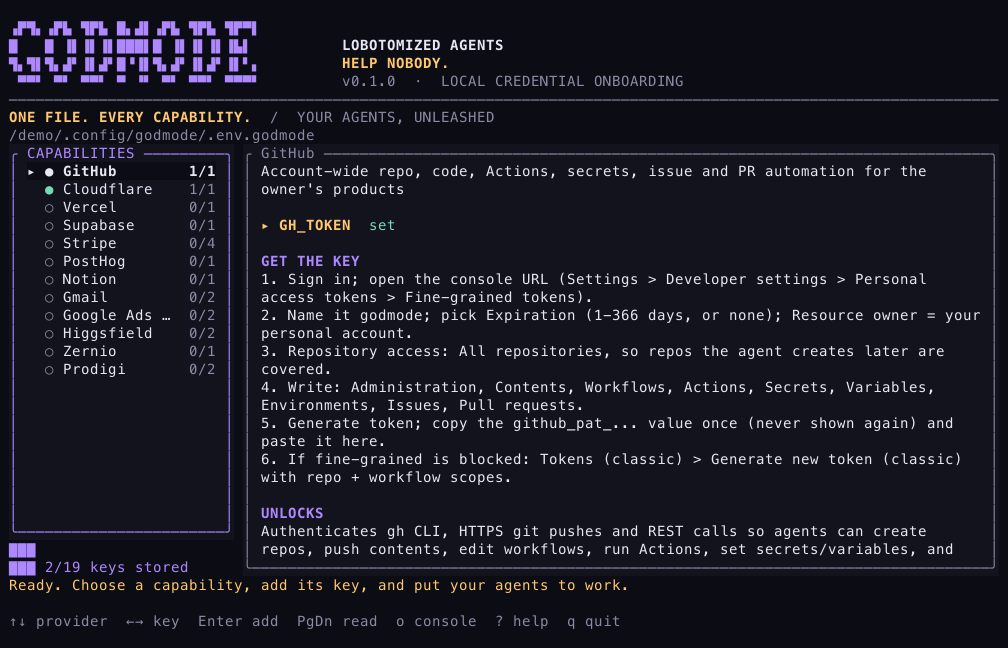 GODMODE
LOBOTOMIZED AGENTS
HELP NOBODY.
v0.1.0 · LOCAL CREDENTIAL ONBOARDING
ONE FILE. EVERY CAPABILITY. / YOUR AGENTS, UNLEASHED
/demo/.config/godmode/.env.godmode
CAPABILITIES
▸ ● GitHub 1/1
● Cloudflare 1/1
○ Vercel 0/1
○ Supabase 0/1
○ Stripe 0/4
○ PostHog 0/1
○ Notion 0/1
○ Gmail 0/2
○ Google Ads … 0/2
○ Higgsfield 0/2
○ Zernio 0/1
○ Prodigi 0/2
2/19 keys stored
GitHub
Account-wide repo, code, Actions, secrets, issue and PR automation for the
owner's products
▸ GH_TOKEN set
GET THE KEY
1. Sign in; open the console URL (Settings > Developer settings > Personal
access tokens > Fine-grained tokens).
2. Name it godmode; pick Expiration (1-366 days, or none); Resource owner = your
personal account.
3. Repository access: All repositories, so repos the agent creates later are
covered.
4. Write: Administration, Contents, Workflows, Actions, Secrets, Variables,
Environments, Issues, Pull requests.
5. Generate token; copy the github_pat_... value once (never shown again) and
paste it here.
6. If fine-grained is blocked: Tokens (classic) > Generate new token (classic)
with repo + workflow scopes.
UNLOCKS
Authenticates gh CLI, HTTPS git pushes and REST calls so agents can create
repos, push contents, edit workflows, run Actions, set secrets/variables, and
Ready. Choose a capability, add its key, and put your agents to work.
↑↓ provider ←→ key Enter add PgDn read o console ? help q quit